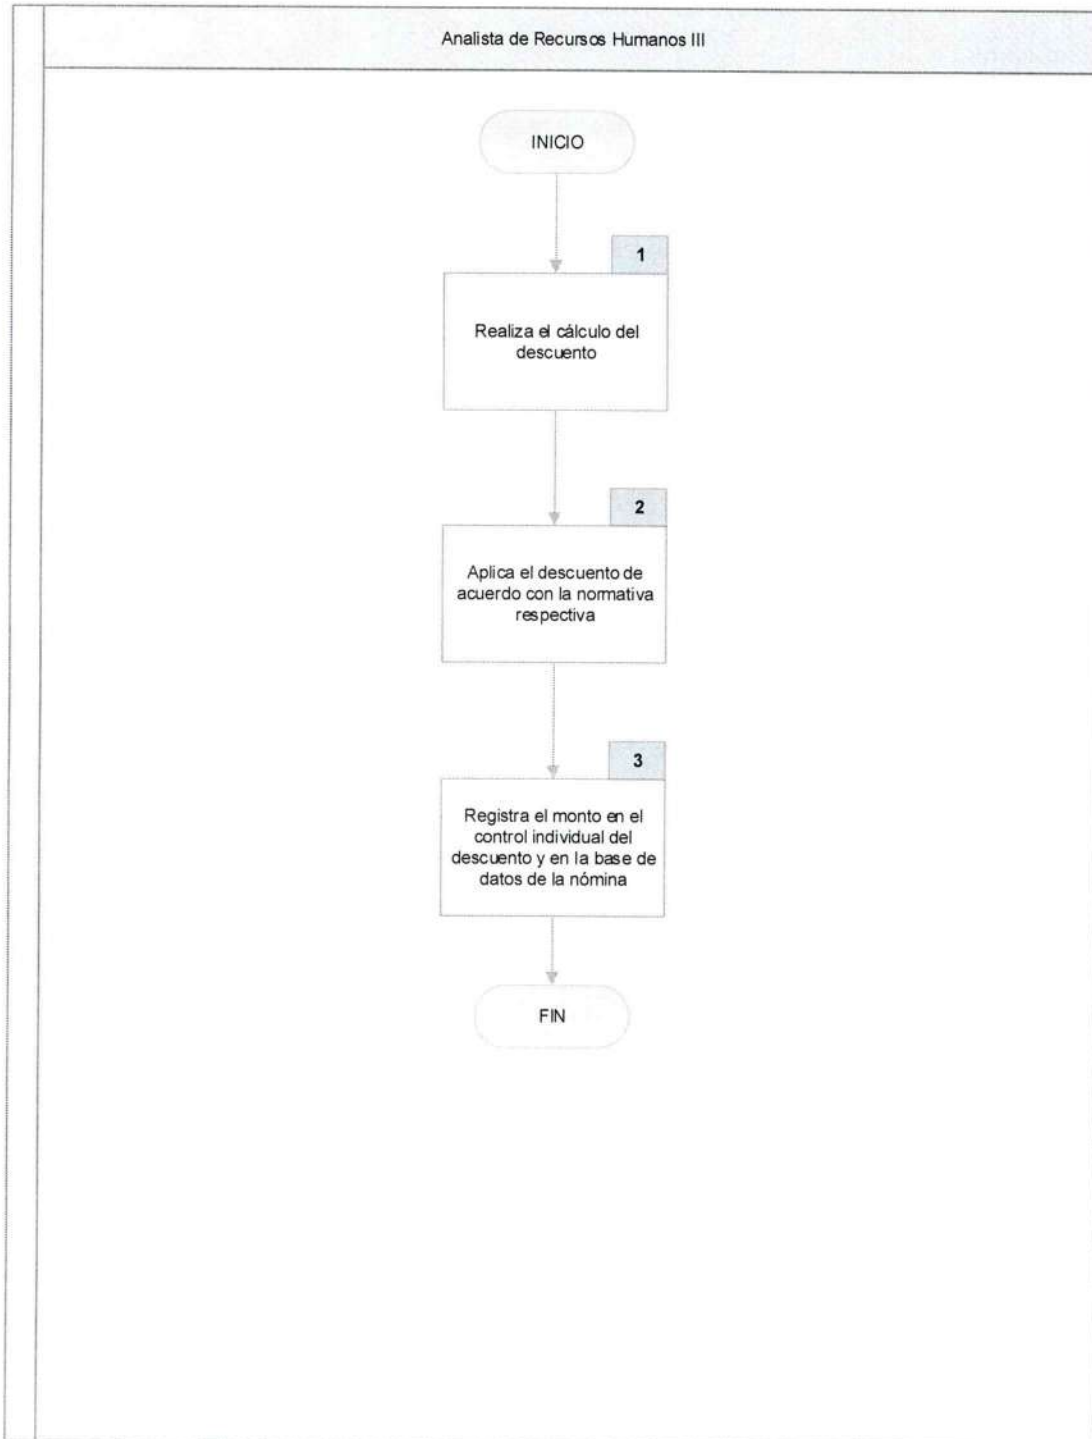 Analista de Recursos Humanos III
INICIO
1
Realiza el cálculo del
descuento
2
Aplica el descuento de
acuerdo con la normativa
respectiva
3
Registra el monto en el
control individual del
descuento y en la base de
datos de la nómina
FIN